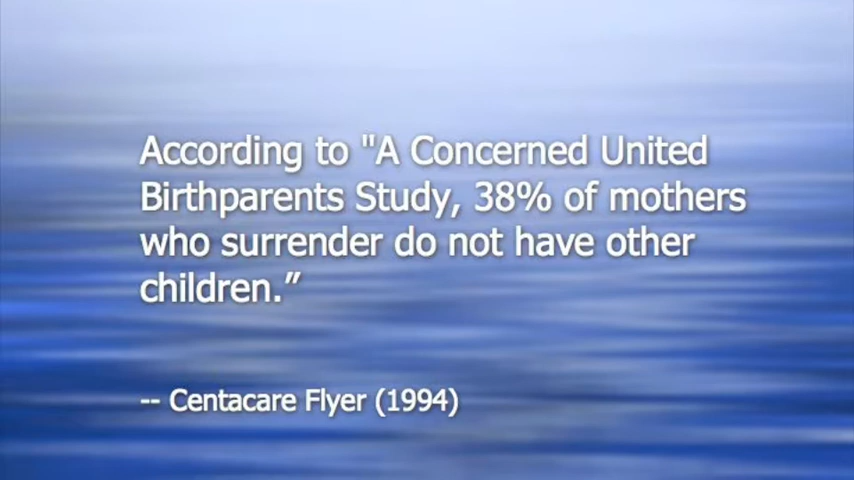 According to "A Concerned United
Birthparents Study, 38% of mothers
who surrender do not have other
children.”
-- Centacare Flyer (1994)